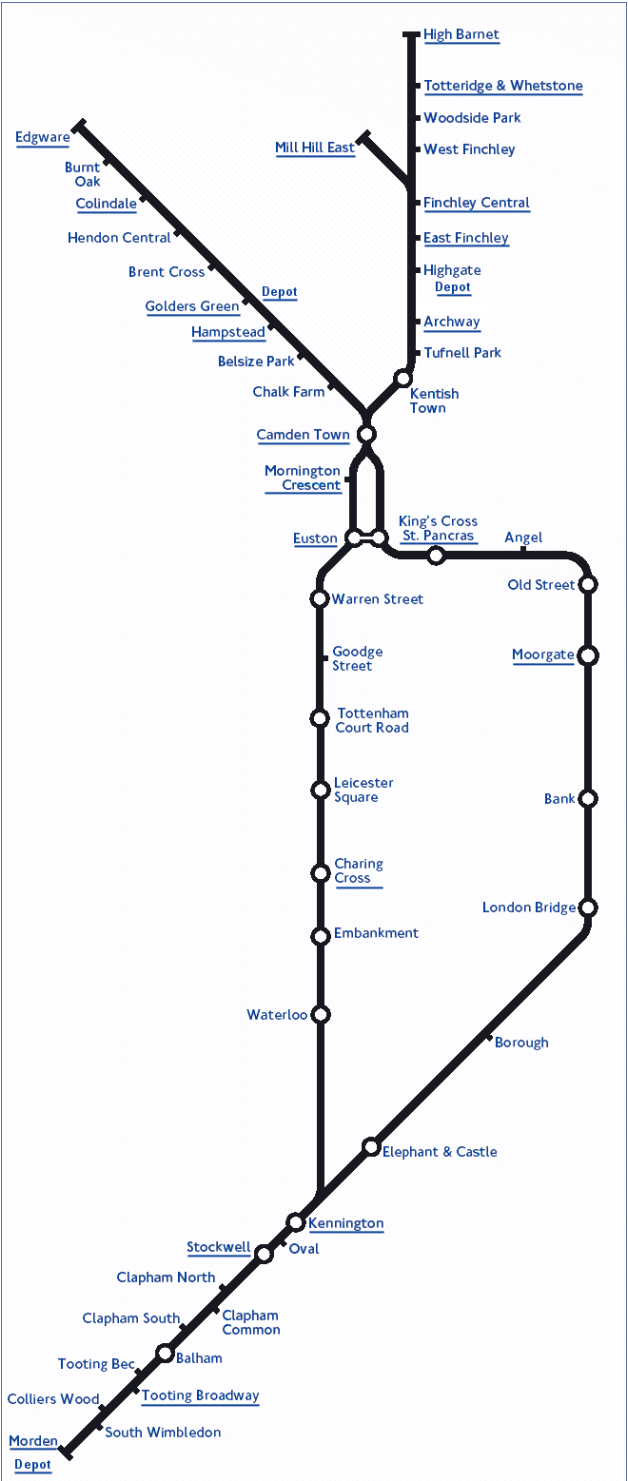 High Barnet
Totteridge & Whetstone
Woodside Park
Edgware
Mill Hill East
West Finchley
Burnt
Oak
Colindale
Finchley Central
Hendon Central
East Finchley
Brent Cross
Highgate
Depot
Depot
Golders Green
Archway
Hampstead
Tufnell Park
Belsize Park
Chalk Farm
Kentish
Town
Camden Town
Mornington
Crescent
King's Cross
St. Pancras
Euston
Angel
Old Street
Warren Street
Goodge
Street
Moorgate
Tottenham
Court Road
Leicester
Square
Bank
Charing
Cross
London Bridge
Embankment
Waterloo
Borough
Elephant & Castle
Kennington
Stockwell
Oval
Clapham North
Clapham South
Clapham
Common
Balham
Tooting Bec
Tooting Broadway
Colliers Wood
South Wimbledon
Morden
Depot